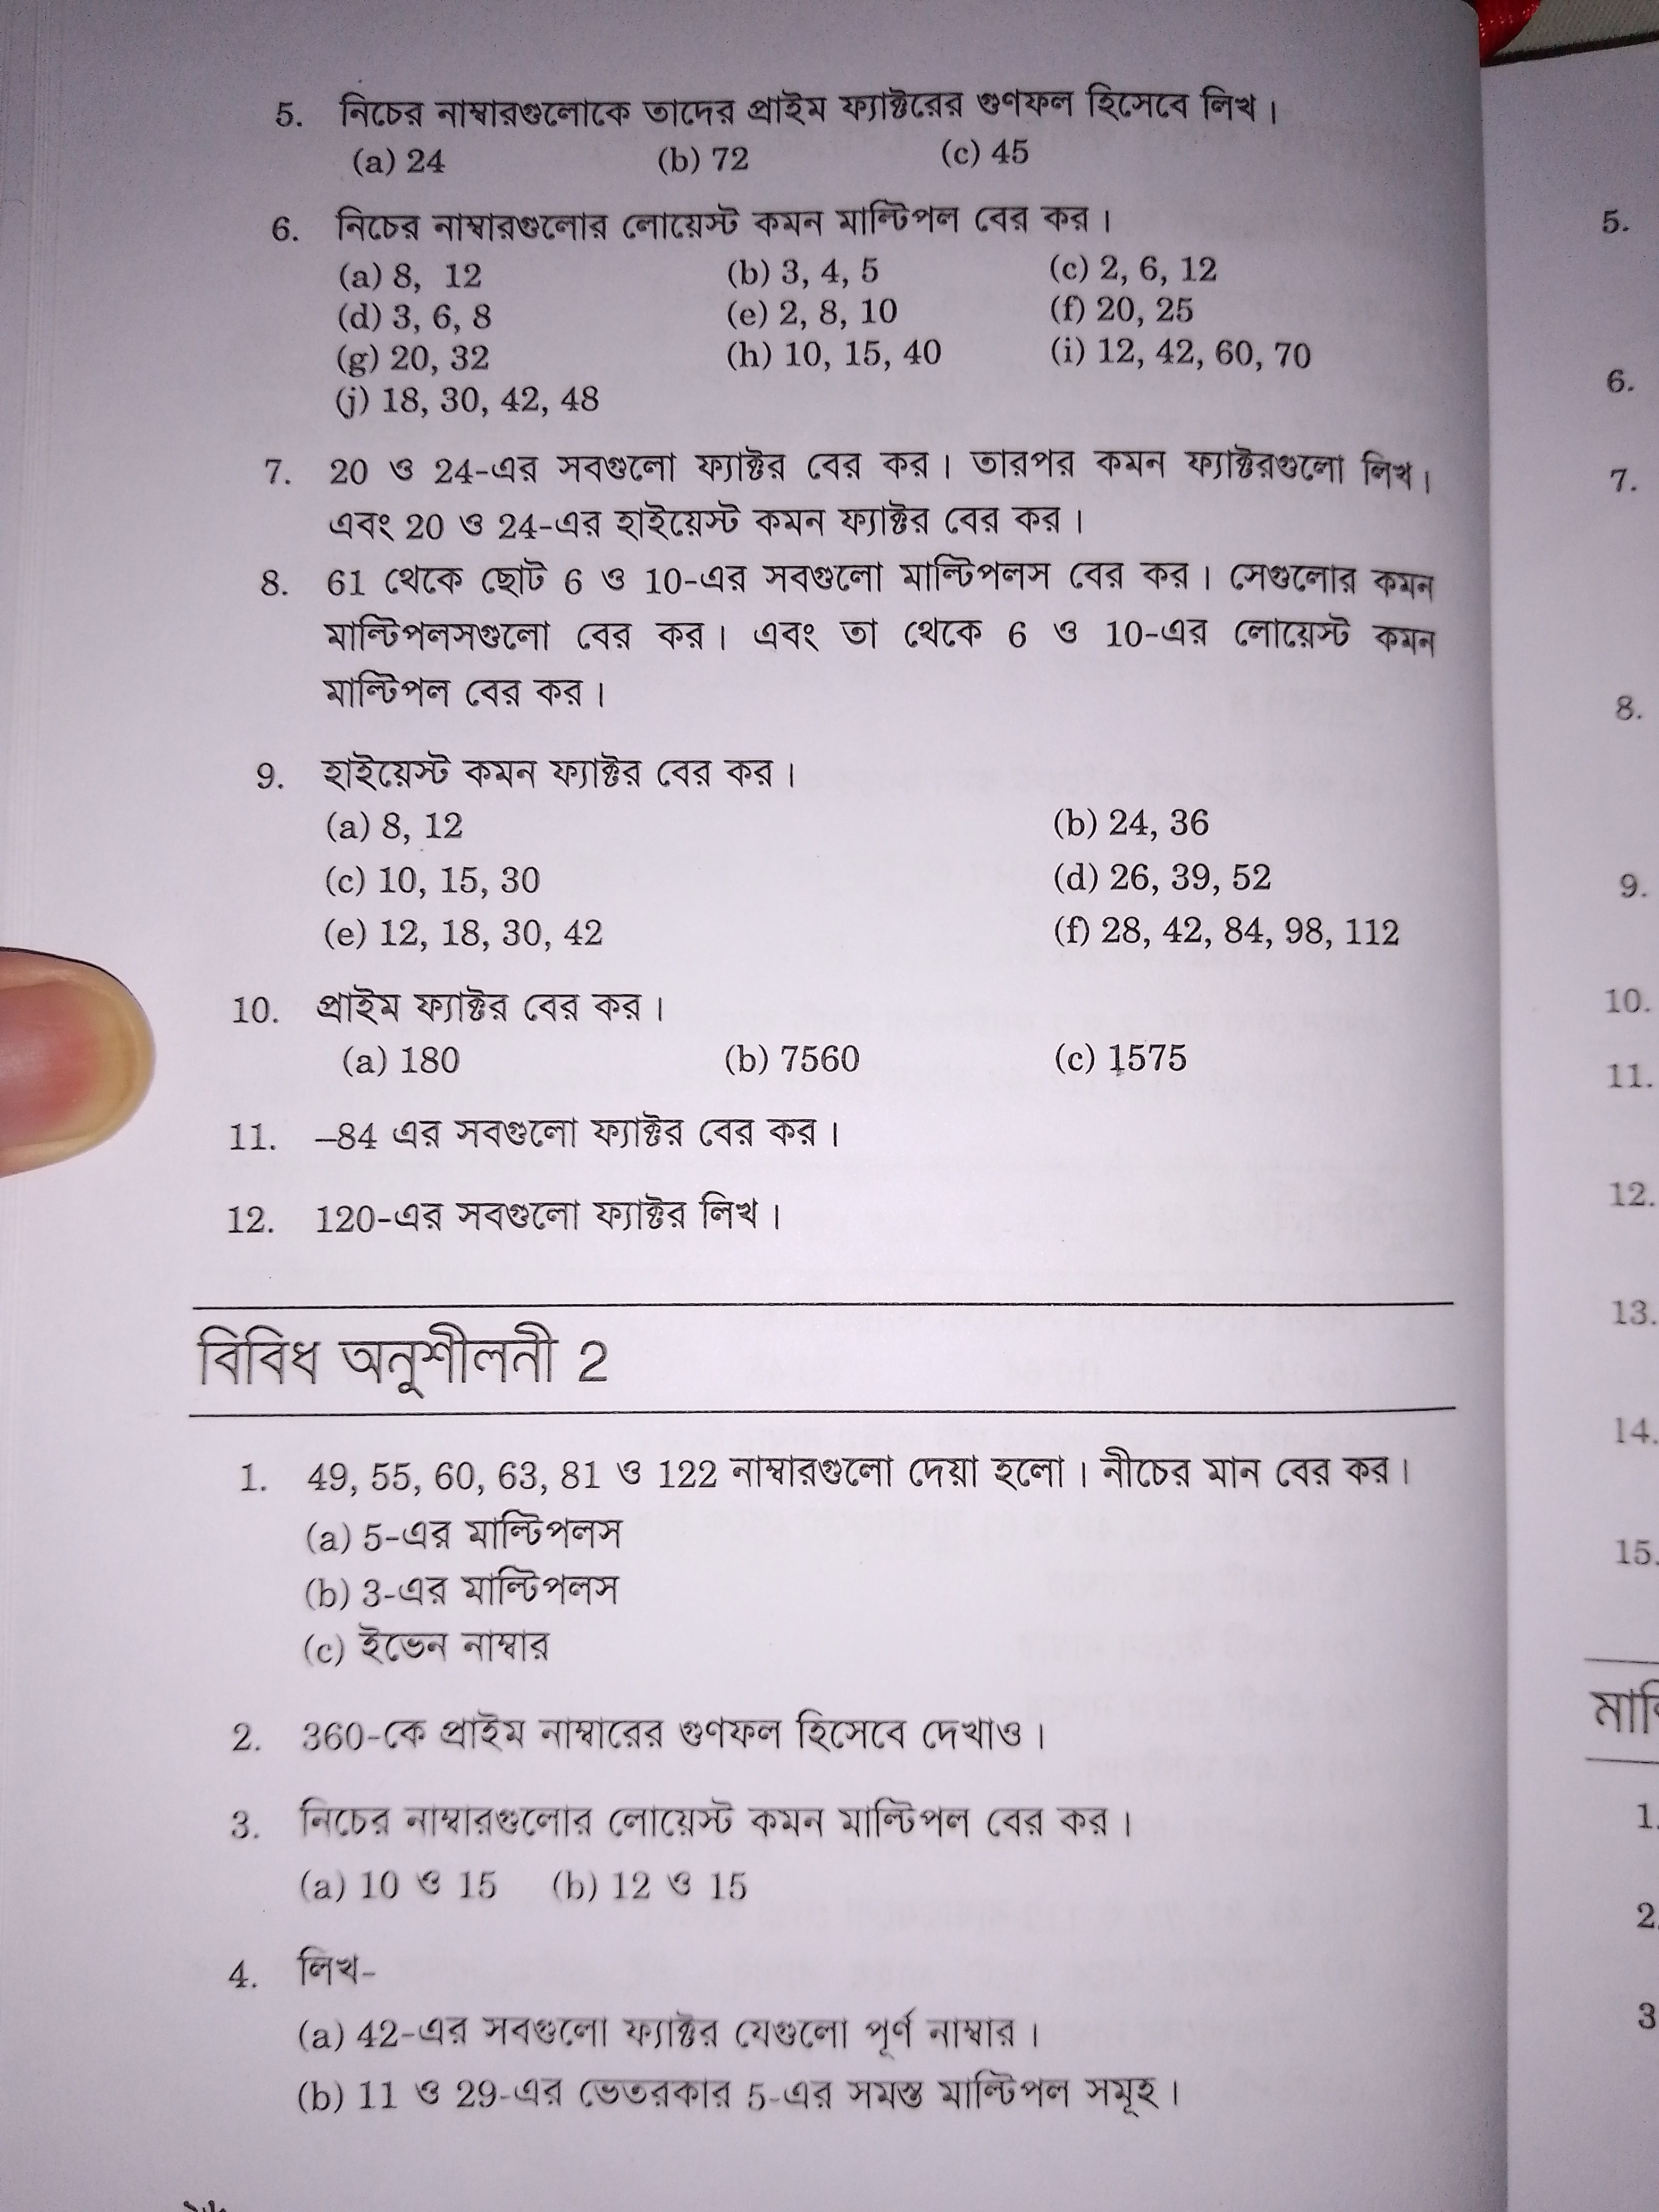 5. নিচের নাম্বারগুলোকে তাদের প্রাইম ফ্যাক্টরের গুণফল হিসেবে লিখ।
(a) 24 (b) 72 (c) 45
6. নিচের নাম্বারগুলোর লোয়েস্ট কমন মাল্টিপল বের কর।
(a) 8, 12 (b) 3, 4, 5 (c) 2, 6, 12
(d) 3, 6, 8 (e) 2, 8, 10 (f) 20, 25
(g) 20, 32 (h) 10, 15, 40 (i) 12, 42, 60, 70
(j) 18, 30, 42, 48
7. 20 ও 24-এর সবগুলো ফ্যাক্টর বের কর। তারপর কমন ফ্যাক্টরগুলো লিখ।
এবং 20 ও 24-এর হাইয়েস্ট কমন ফ্যাক্টর বের কর।
8. 61 থেকে ছোট 6 ও 10-এর সবগুলো মাল্টিপলস বের কর। সেগুলোর কমন
মাল্টিপলসগুলো বের কর। এবং তা থেকে 6 ও 10-এর লোয়েস্ট কমন
মাল্টিপল বের কর।
9. হাইয়েস্ট কমন ফ্যাক্টর বের কর।
(a) 8, 12 (b) 24, 36
(c) 10, 15, 30 (d) 26, 39, 52
(e) 12, 18, 30, 42 (f) 28, 42, 84, 98, 112
10. প্রাইম ফ্যাক্টর বের কর।
(a) 180 (b) 7560 (c) 1575
11. –84 এর সবগুলো ফ্যাক্টর বের কর।
12. 120-এর সবগুলো ফ্যাক্টর লিখ।
বিবিধ অনুশীলনী 2
1. 49, 55, 60, 63, 81 ও 122 নাম্বারগুলো দেয়া হলো। নীচের মান বের কর।
(a) 5-এর মাল্টিপলস
(b) 3-এর মাল্টিপলস
(c) ইভেন নাম্বার
2. 360-কে প্রাইম নাম্বারের গুণফল হিসেবে দেখাও।
3. নিচের নাম্বারগুলোর লোয়েস্ট কমন মাল্টিপল বের কর।
(a) 10 ও 15 (b) 12 ও 15
4. লিখ-
(a) 42-এর সবগুলো ফ্যাক্টর যেগুলো পূর্ণ নাম্বার।
(b) 11 ও 29-এর ভেতরকার 5-এর সমস্ত মাল্টিপল সমূহ।
5.
6.
7.
8.
9.
10.
11.
12.
13.
14.
15.
1.
2.
3